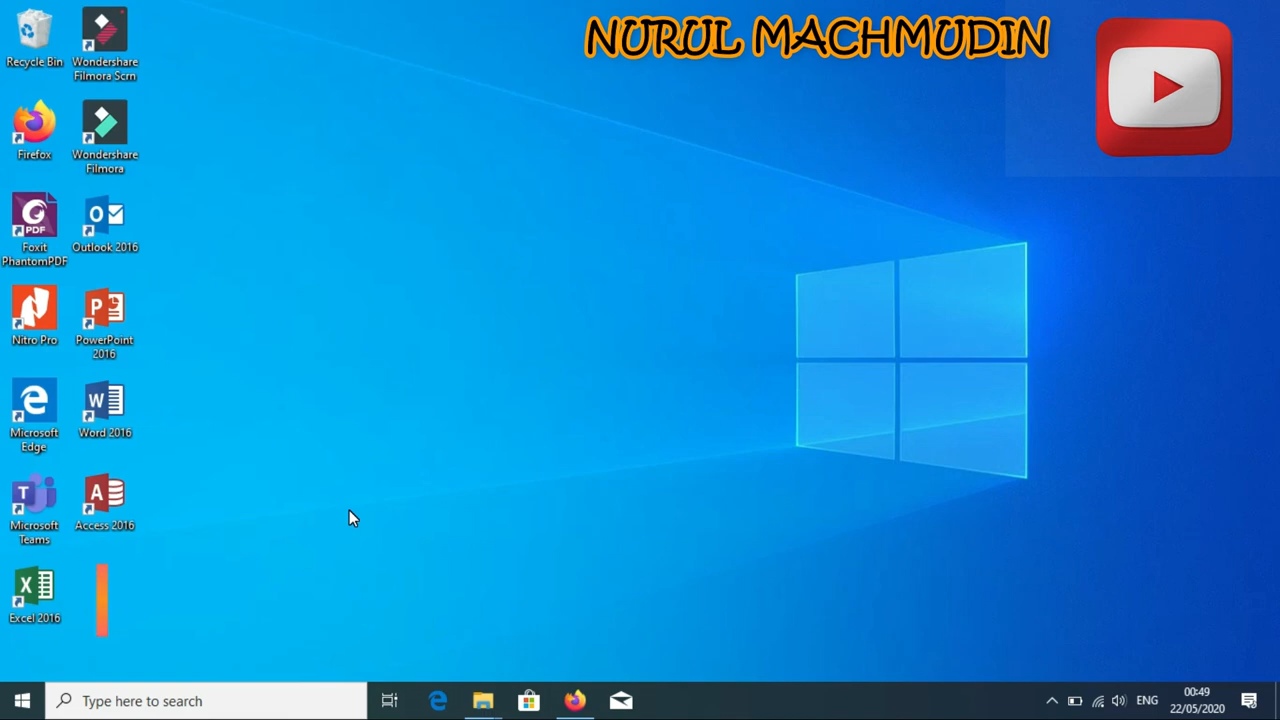 NURUL MACHMUDIN
Recycle Bin
Wondershare
Filmora Scrn
Firefox
Wondershare
Filmora
PDF
Foxit
PhantomPDF
Outlook 2016
Nitro Pro
PowerPoint
2016
Microsoft
Edge
Word 2016
Microsoft
Teams
Access 2016
Excel 2016
Type here to search
ENG
00:49
22/05/2020